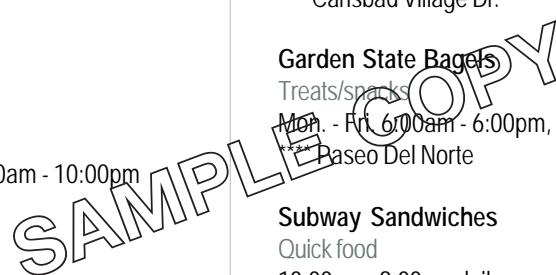 0am - 10:00pm
Carlsbad Village Dr.
Garden State Bagels
Treats/snacks
Mon. - Fri. 6:00am - 6:00pm,
**** Paseo Del Norte
Subway Sandwiches
Quick food
SAMPLE COPY